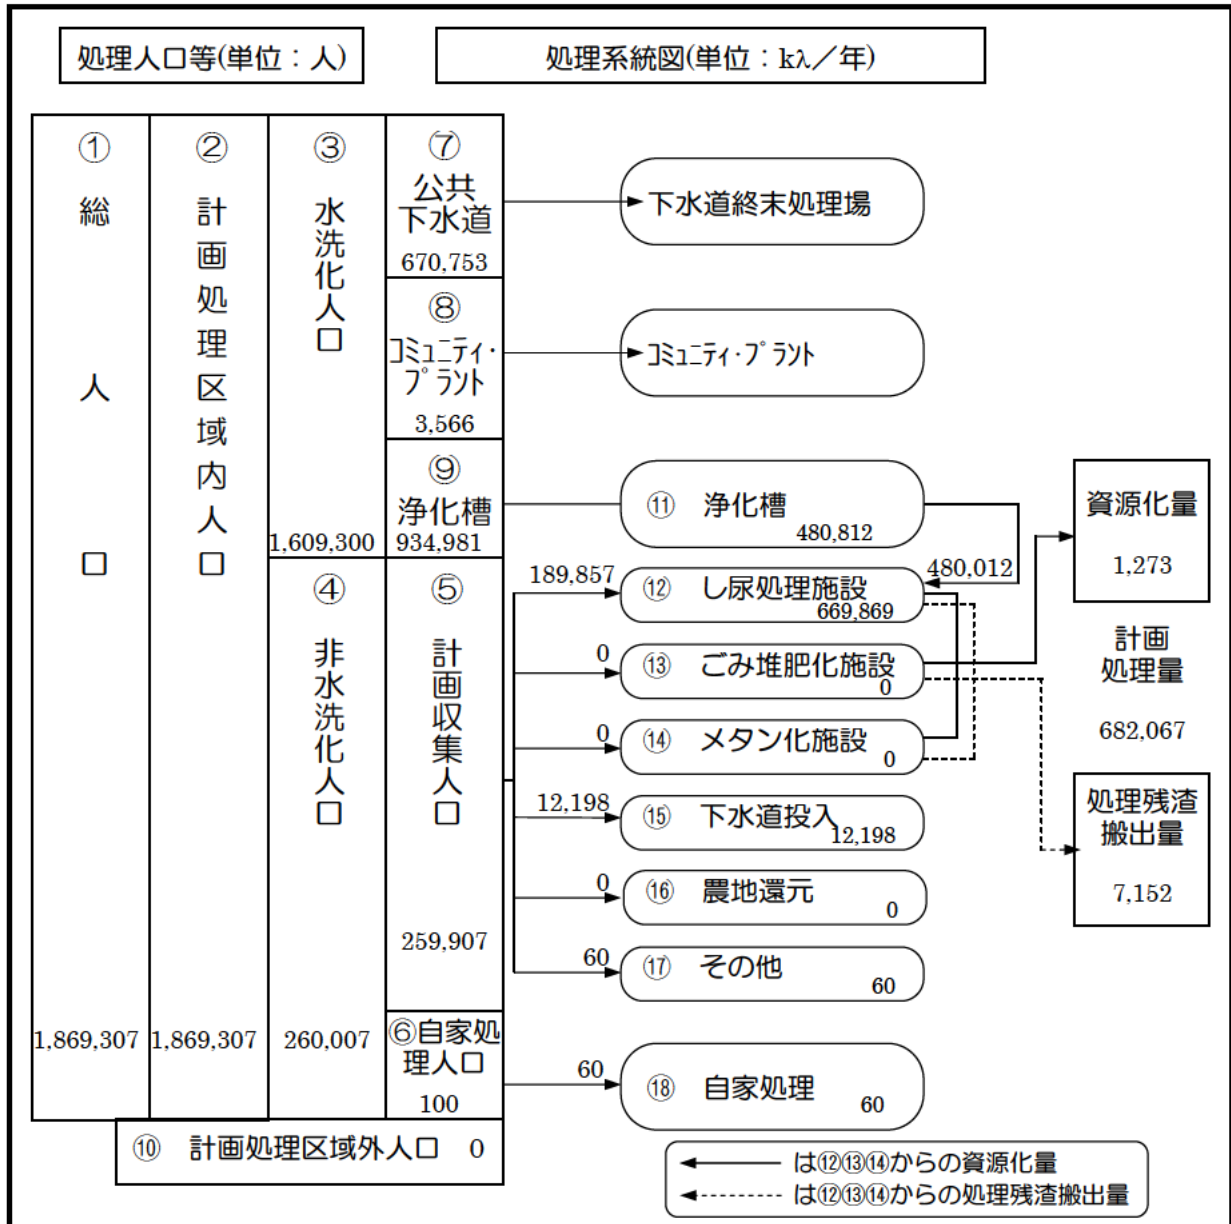 処理人口等(単位：人)
処理系統図(単位：kλ／年)
①
総人口
1,869,307
②
計画処理区域内人口
1,869,307
③
水洗化人口
1,609,300
④
非水洗化人口
260,007
⑦
公共
下水道
670,753
⑧
コミュニティ・
プラント
3,566
⑨
浄化槽
934,981
⑤
計画収集人口
259,907
⑥自家処
理人口
100
⑩ 計画処理区域外人口 0
下水道終末処理場
コミュニティ・プラント
⑪ 浄化槽
480,812
480,012
189,857
⑫ し尿処理施設
669,869
0
⑬ ごみ堆肥化施設
0
0
⑭ メタン化施設
0
12,198
⑮ 下水道投入
12,198
0
⑯ 農地還元
0
60
⑰ その他
60
60
⑱ 自家処理
60
資源化量
1,273
計画
処理量
682,067
処理残渣
搬出量
7,152
は⑫⑬⑭からの資源化量
は⑫⑬⑭からの処理残渣搬出量